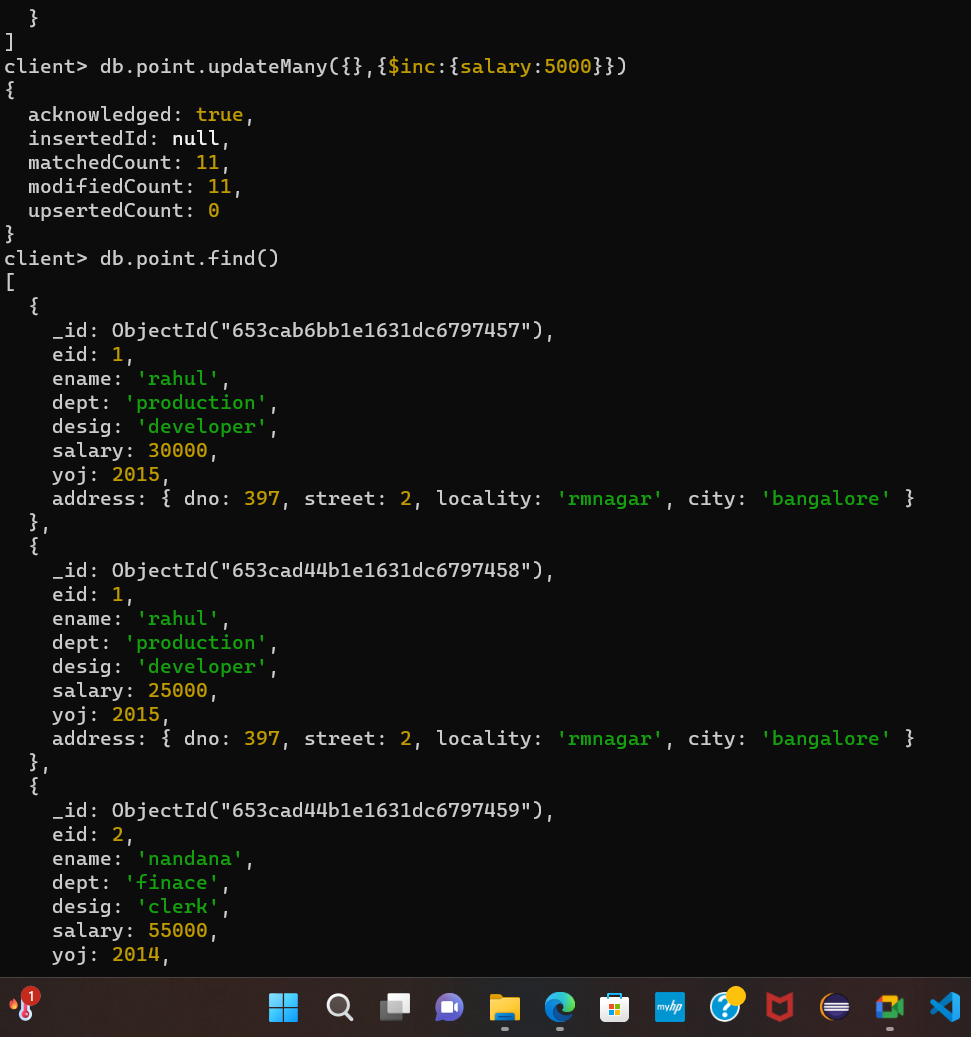 }
]
client> db.point.updateMany({},{$inc:{salary:5000}})
{
acknowledged: true,
insertedId: null,
matchedCount: 11,
modifiedCount: 11,
upsertedCount: 0
}
client> db.point.find()
[
{
_id: ObjectId("653cab6bb1e1631dc6797457"),
eid: 1,
ename: 'rahul',
dept: 'production',
desig: 'developer',
salary: 30000,
yoj: 2015,
address: { dno: 397, street: 2, locality: 'rmnagar', city: 'bangalore' }
},
{
_id: ObjectId("653cad44b1e1631dc6797458"),
eid: 1,
ename: 'rahul',
dept: 'production',
desig: 'developer',
salary: 25000,
yoj: 2015,
address: { dno: 397, street: 2, locality: 'rmnagar', city: 'bangalore' }
},
{
_id: ObjectId("653cad44b1e1631dc6797459"),
eid: 2,
ename: 'nandana',
dept: 'finace',
desig: 'clerk',
salary: 55000,
yoj: 2014,
1
myhp
?